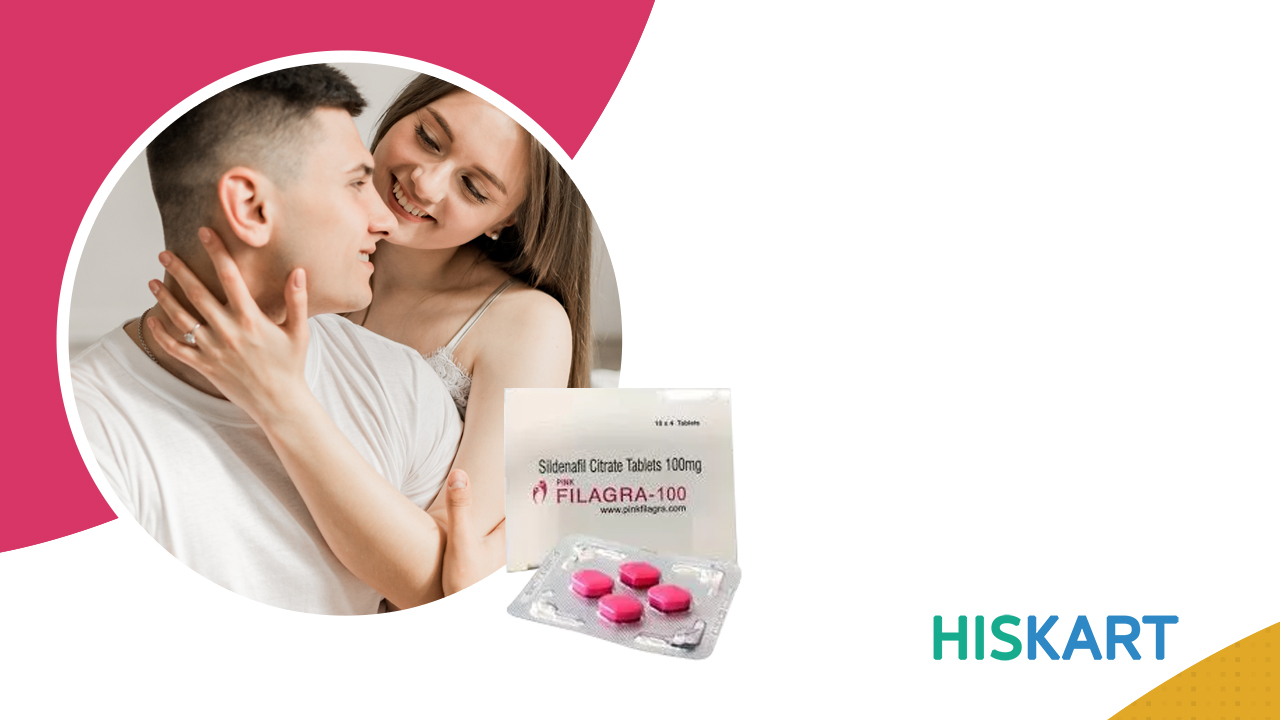 10 x 4 Tablets
Sildenafil Citrate Tablets 100mg
PINK
FILAGRA-100
www.pinkfilagra.com
HISKART